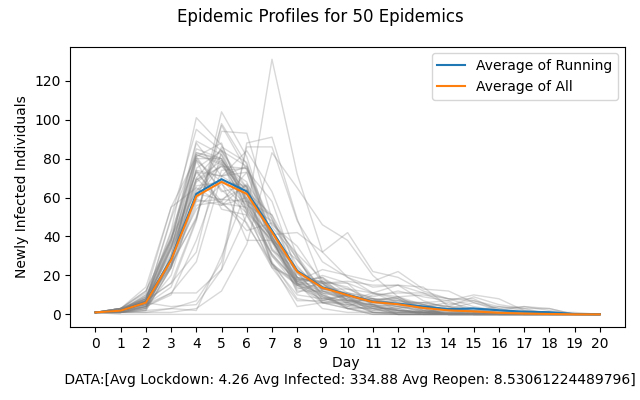 Epidemic Profiles for 50 Epidemics
Average of Running
Average of All
120
100
80
60
40
20
0
Newly Infected Individuals
0 1 2 3 4 5 6 7 8 9 10 11 12 13 14 15 16 17 18 19 20
Day
DATA:[Avg Lockdown: 4.26 Avg Infected: 334.88 Avg Reopen: 8.53061224489796]